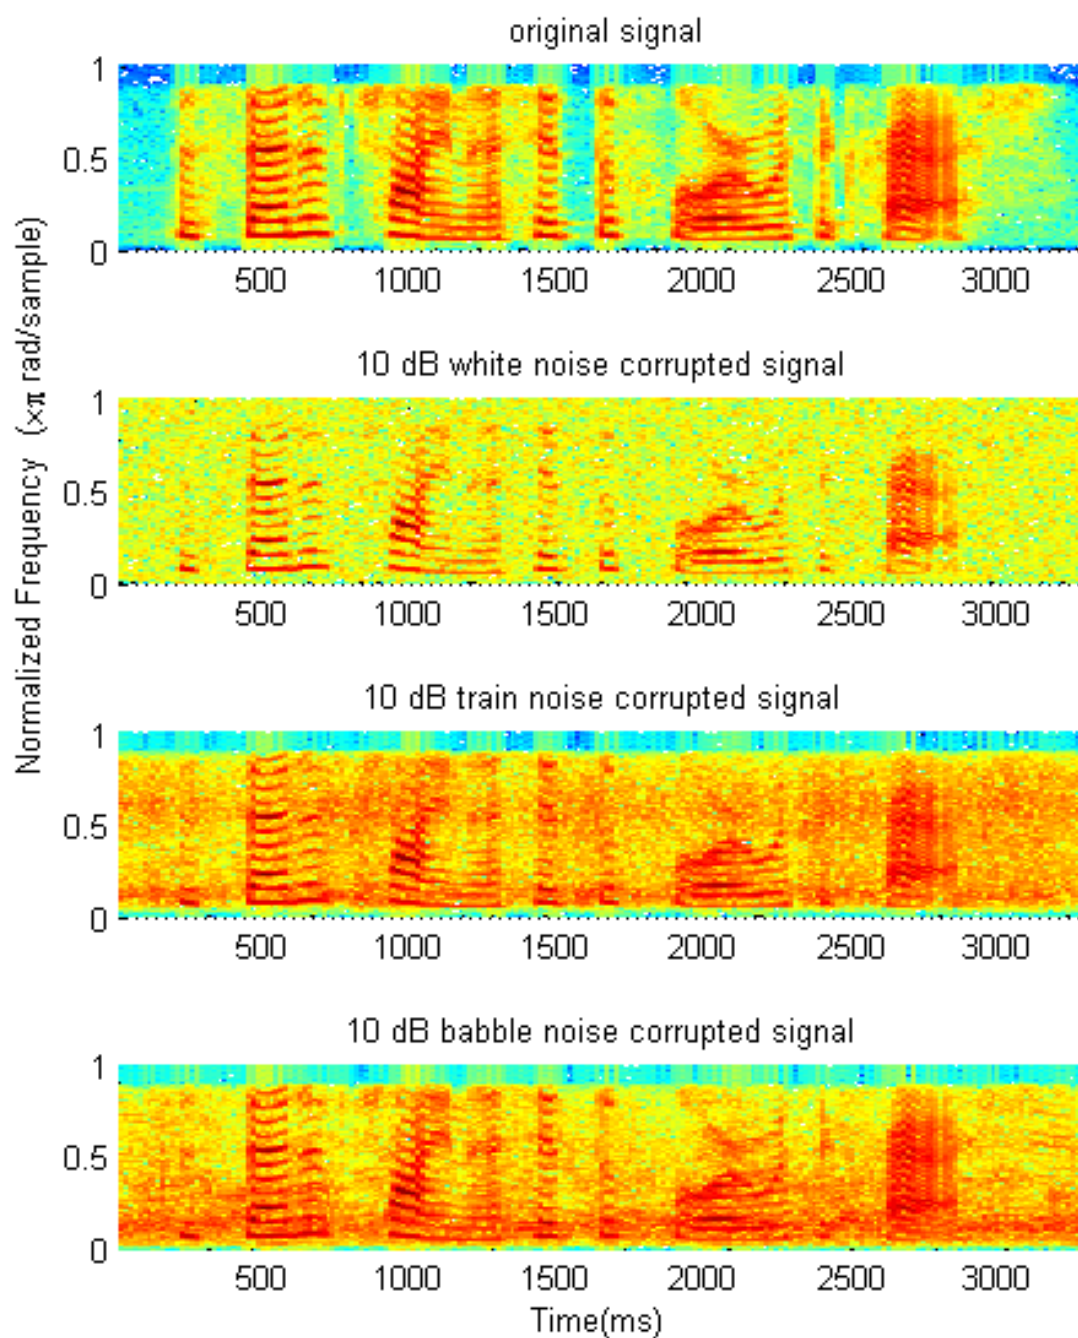 original signal
1
0.5
0
500 1000 1500 2000 2500 3000
10 dB white noise corrupted signal
1
0.5
0
500 1000 1500 2000 2500 3000
Normalized Frequency (×π rad/sample)
10 dB train noise corrupted signal
1
0.5
0
500 1000 1500 2000 2500 3000
10 dB babble noise corrupted signal
1
0.5
0
500 1000 1500 2000 2500 3000
Time(ms)